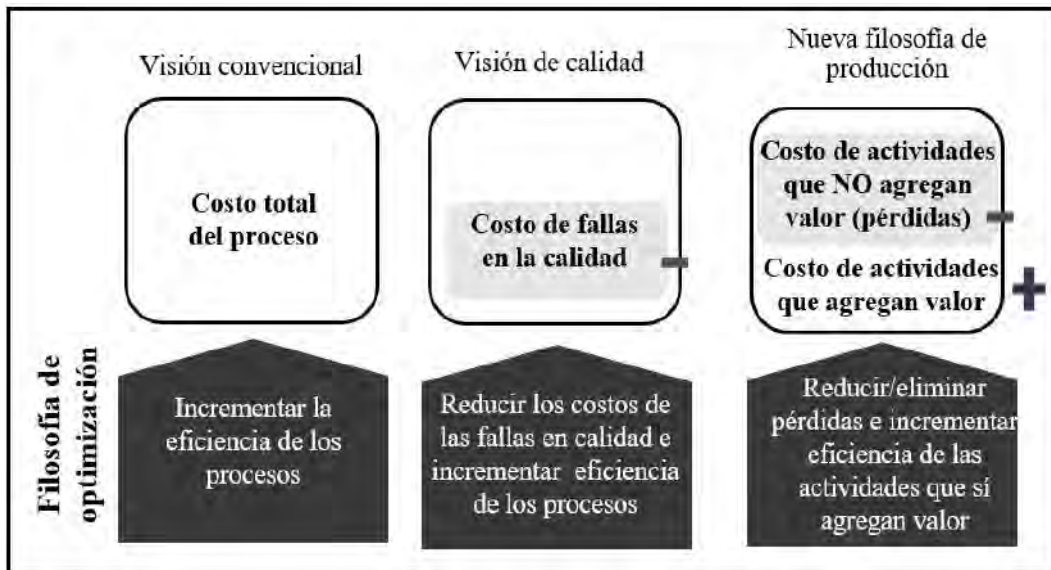 Visión convencional
Costo total
del proceso
Incrementar la
eficiencia de los
procesos
Visión de calidad
Costo de fallas
en la calidad
Reducir los costos de
las fallas en calidad e
incrementar eficiencia
de los procesos
Nueva filosofía de
producción
Costo de actividades
que NO agregan
valor (pérdidas)
Costo de actividades
que agregan valor
Reducir/eliminar
pérdidas e incrementar
eficiencia de las
actividades que sí
agregan valor
Filosofía de
optimización